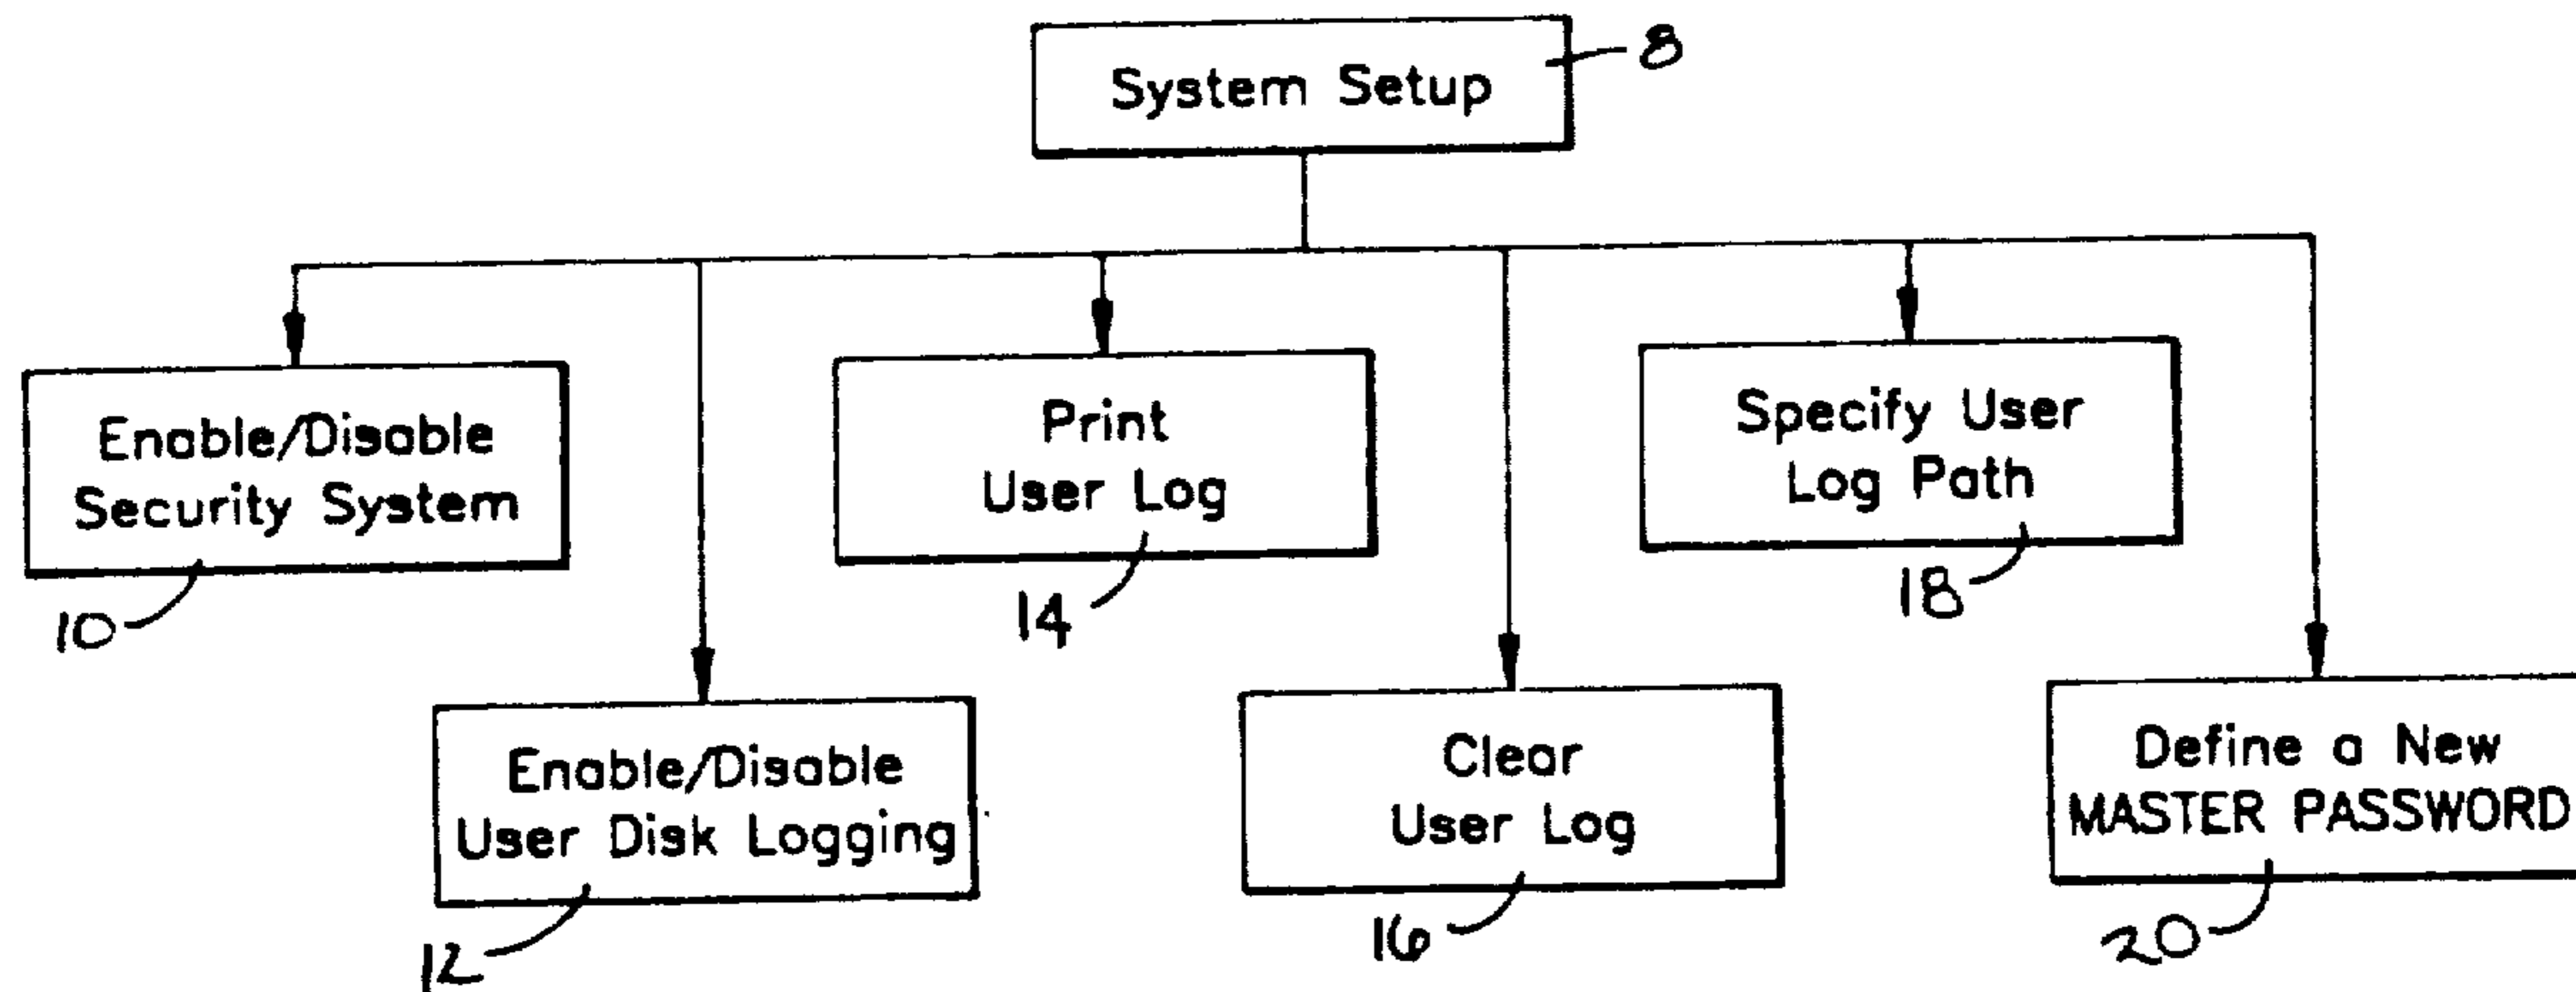 System Setup
8
Enable/Disable
Security System
10
Print
User Log
14
Specify User
Log Path
18
Enable/Disable
User Disk Logging
12
Clear
User Log
16
Define a New
MASTER PASSWORD
20